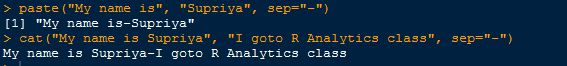 > paste("My name is", "Supriya", sep="-")
[1] "My name is-Supriya"
> cat("My name is Supriya", "I goto R Analytics class", sep="-")
My name is Supriya-I goto R Analytics class